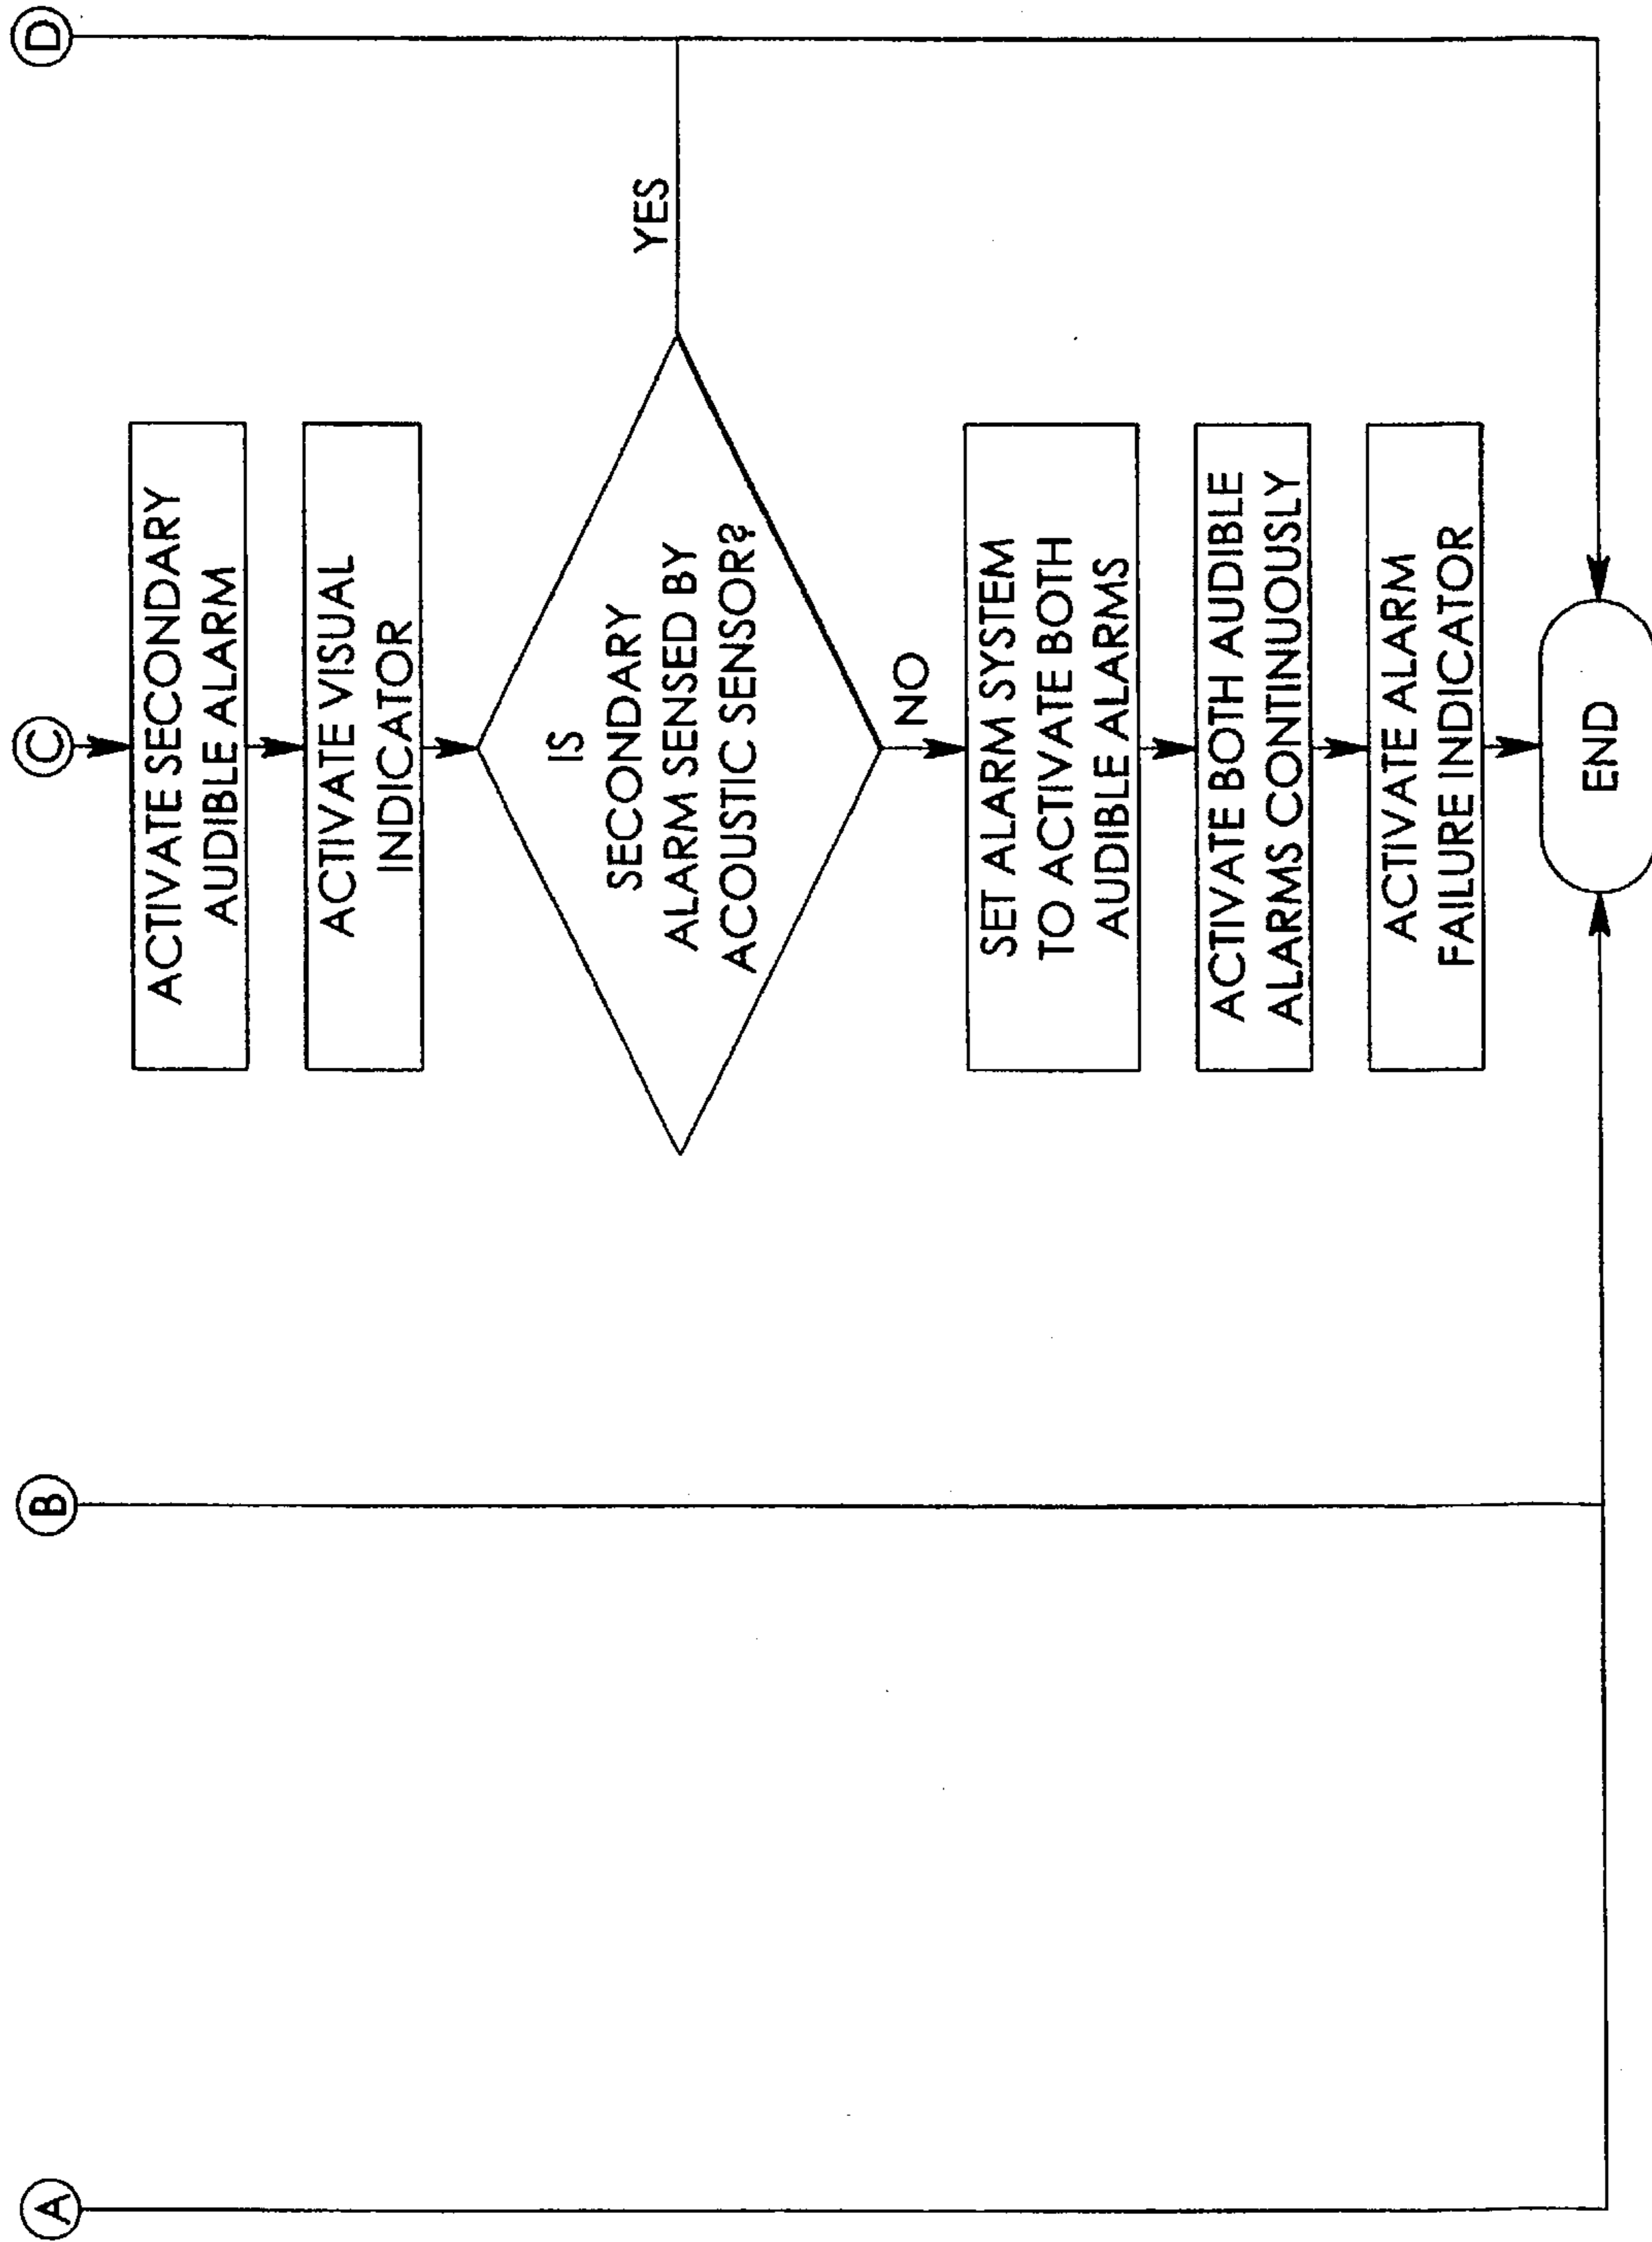 A
B
C
D
ACTIVATE SECONDARY
AUDIBLE ALARM
ACTIVATE VISUAL
INDICATOR
IS
SECONDARY
ALARM SENSED BY
ACOUSTIC SENSOR?
YES
NO
SET ALARM SYSTEM
TO ACTIVATE BOTH
AUDIBLE ALARMS
ACTIVATE BOTH AUDIBLE
ALARMS CONTINUOUSLY
ACTIVATE ALARM
FAILURE INDICATOR
END